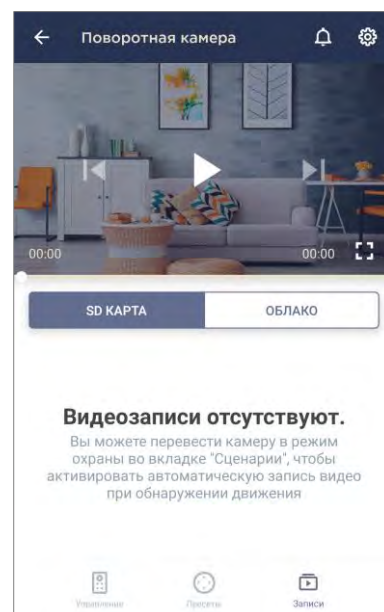 Поворотная камера
00:00
00:00
SD КАРТА
ОБЛАКО
Видеозаписи отсутствуют.
Вы можете перевести камеру в режим
охраны во вкладке "Сценарии", чтобы
активировать автоматическую запись видео
при обнаружении движения
Управление
Пресеты
Записи